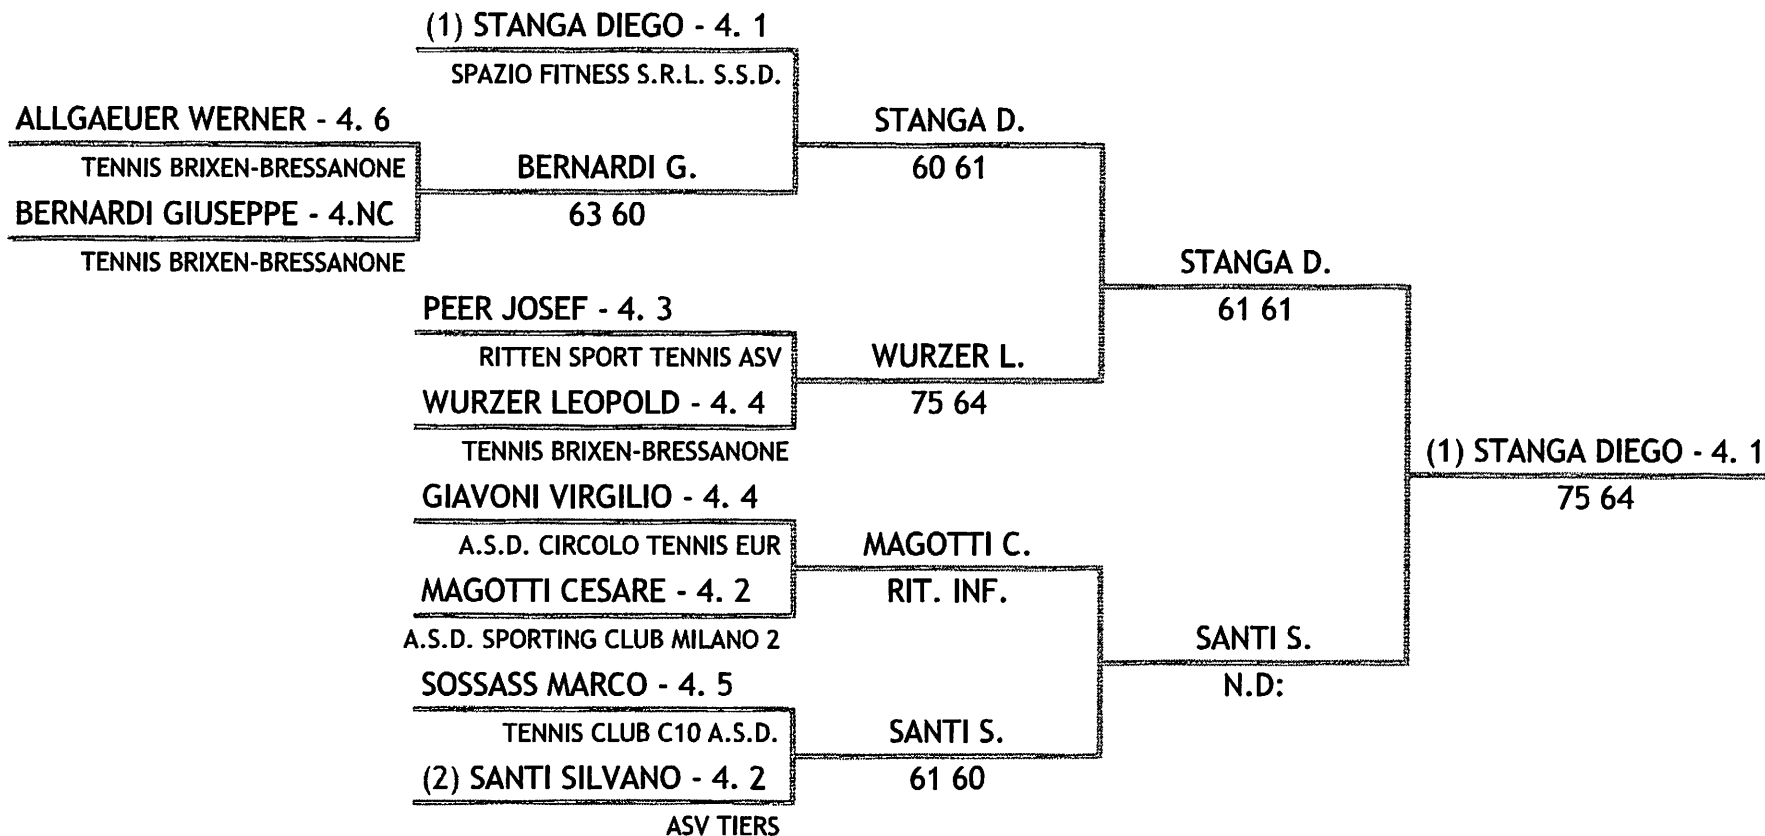 (1) STANGA DIEGO - 4. 1
SPAZIO FITNESS S.R.L. S.S.D.
ALLGAEUER WERNER - 4. 6
TENNIS BRIXEN-BRESSANONE
BERNARDI GIUSEPPE - 4.NC
TENNIS BRIXEN-BRESSANONE
BERNARDI G.
63 60
STANGA D.
60 61
PEER JOSEF - 4. 3
RITTEN SPORT TENNIS ASV
WURZER LEOPOLD - 4. 4
TENNIS BRIXEN-BRESSANONE
WURZER L.
75 64
STANGA D.
61 61
GIAVONI VIRGILIO - 4. 4
A.S.D. CIRCOLO TENNIS EUR
MAGOTTI CESARE - 4. 2
A.S.D. SPORTING CLUB MILANO 2
MAGOTTI C.
RIT. INF.
SOSSASS MARCO - 4. 5
TENNIS CLUB C10 A.S.D.
(2) SANTI SILVANO - 4. 2
ASV TIERS
SANTI S.
61 60
SANTI S.
N.D:
(1) STANGA DIEGO - 4. 1
75 64